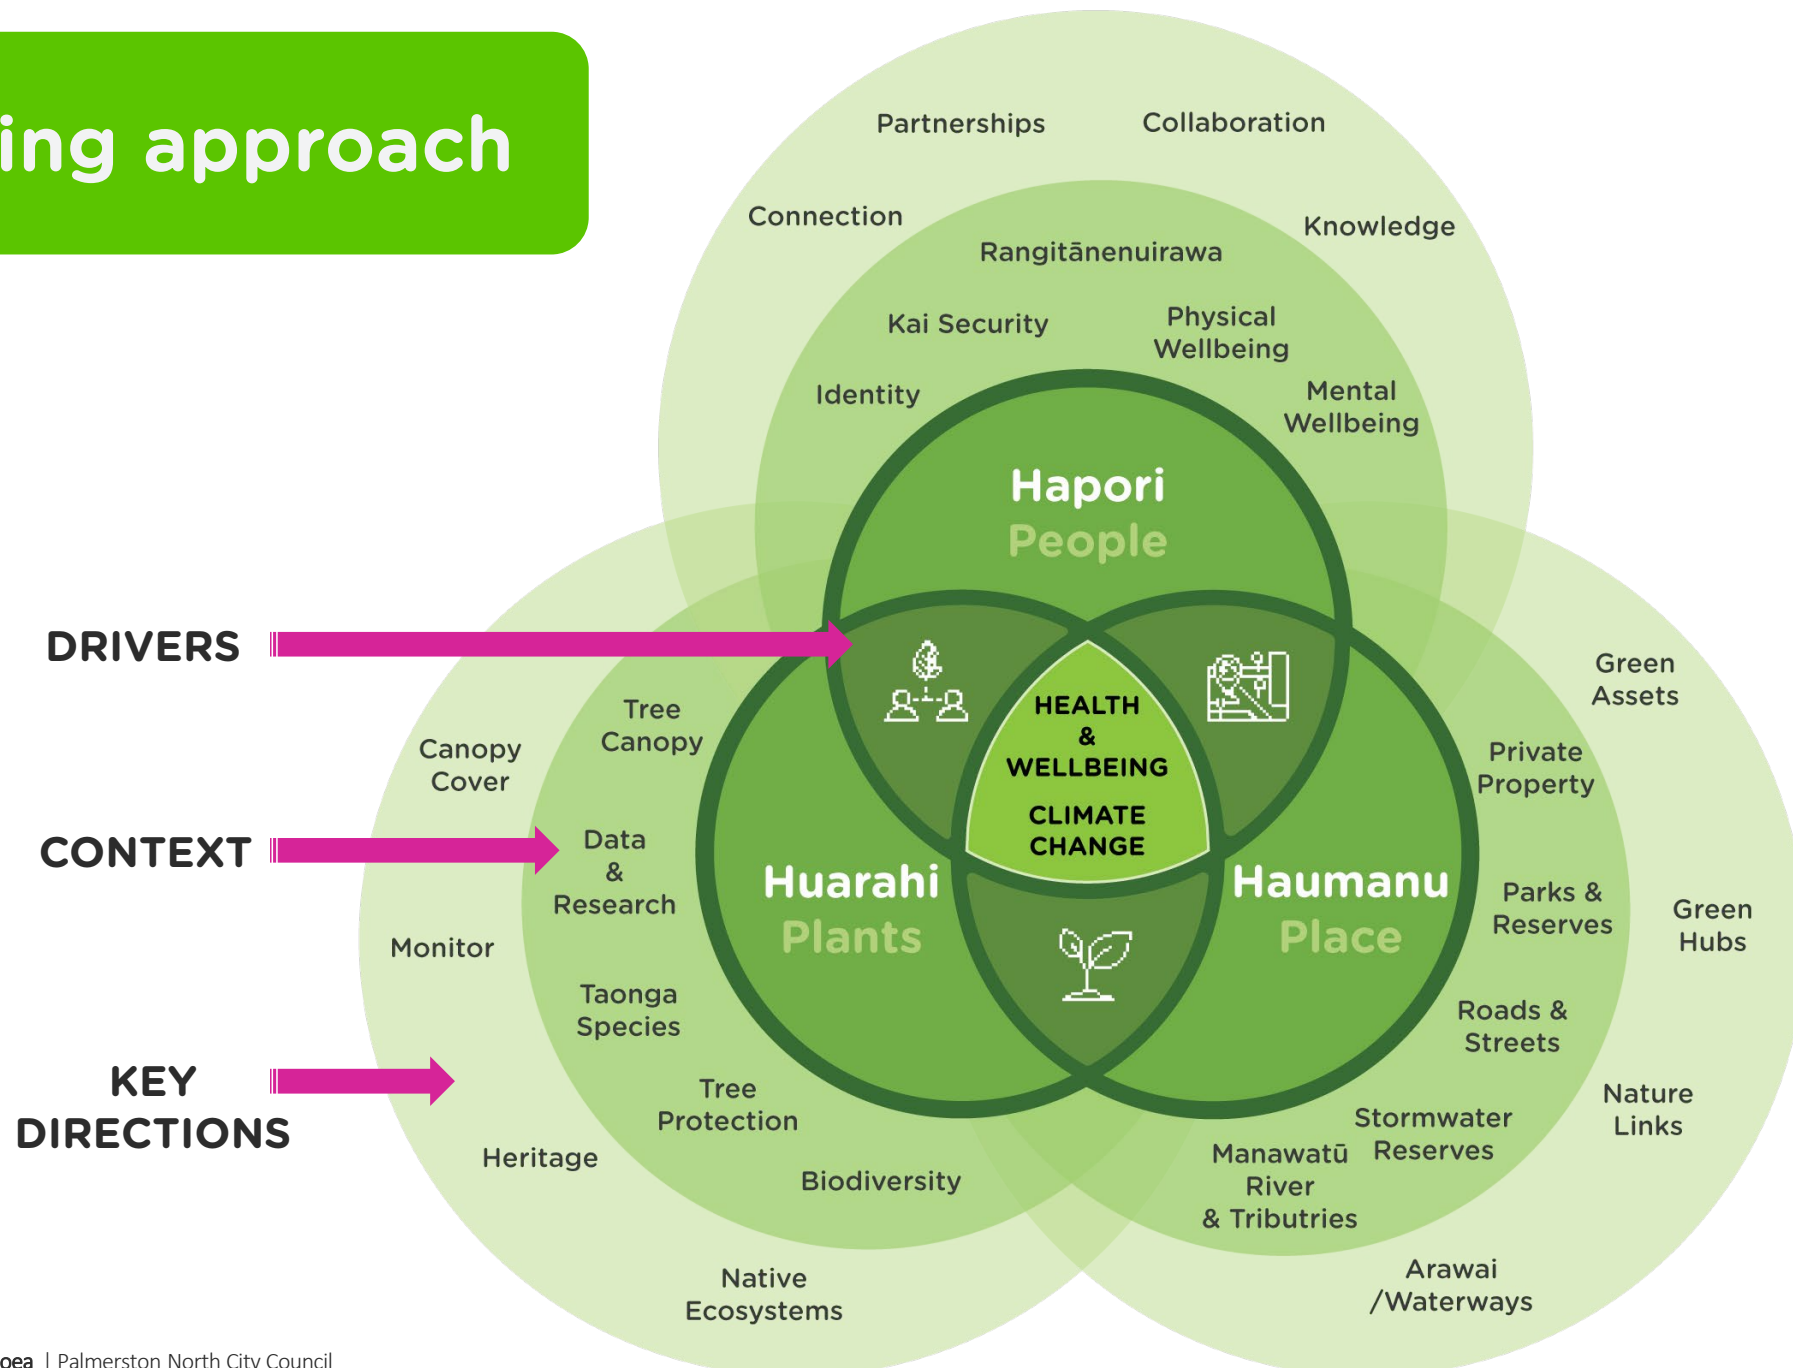 ing approach
Partnerships
Collaboration
Connection
Knowledge
Rangitānenuirawa
Kai Security
Physical
Wellbeing
Identity
Mental
Wellbeing
Hapori
People
DRIVERS
HEALTH
&
WELLBEING
CLIMATE
CHANGE
Green
Assets
Tree
Canopy
Canopy
Cover
Private
Property
CONTEXT
Data
&
Research
Huarahi
Plants
Haumanu
Place
Parks &
Reserves
Green
Hubs
Monitor
Taonga
Species
Roads &
Streets
KEY
DIRECTIONS
Tree
Protection
Nature
Links
Stormwater
Reserves
Heritage
Biodiversity
Manawatū
River
& Tributries
Native
Ecosystems
Arawai
/Waterways
oea | Palmerston North City Council